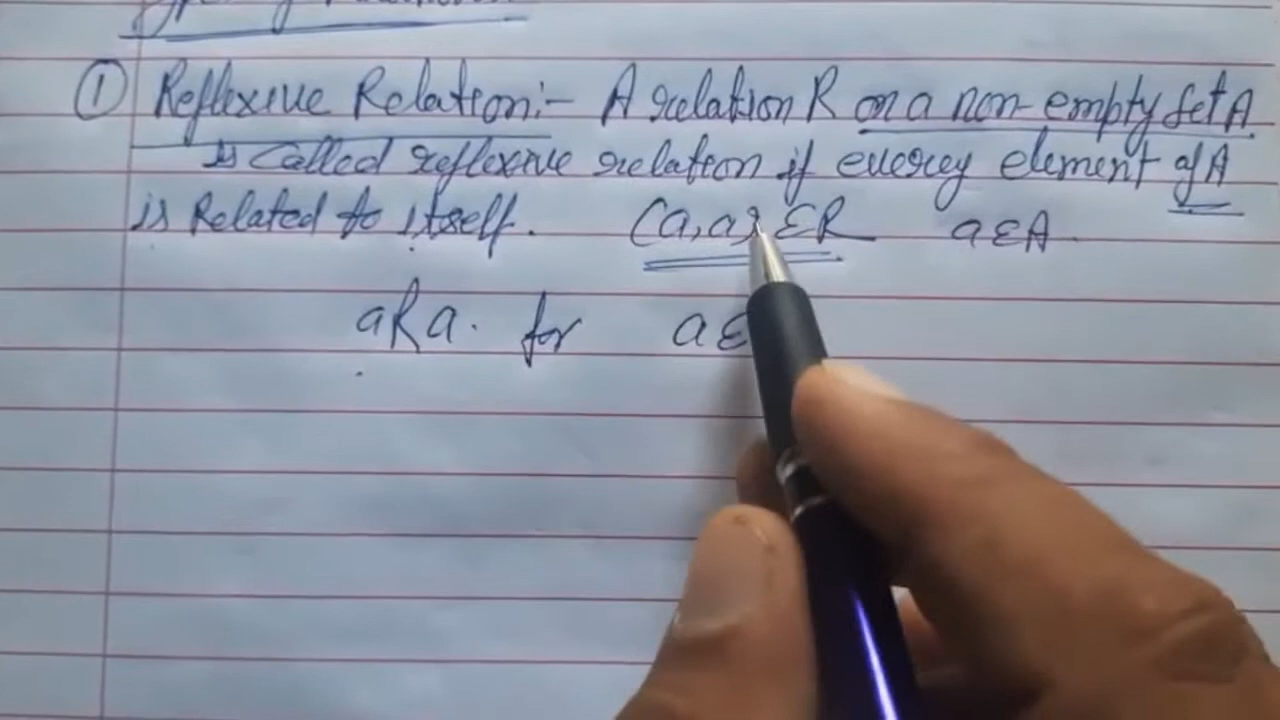 ① Reflexive Relation:- A relation R on a non-empty set A
is called reflexive relation if every element of A
is Related to itself. (a,a) ∈ R a ∈ A
aRa. for a ∈